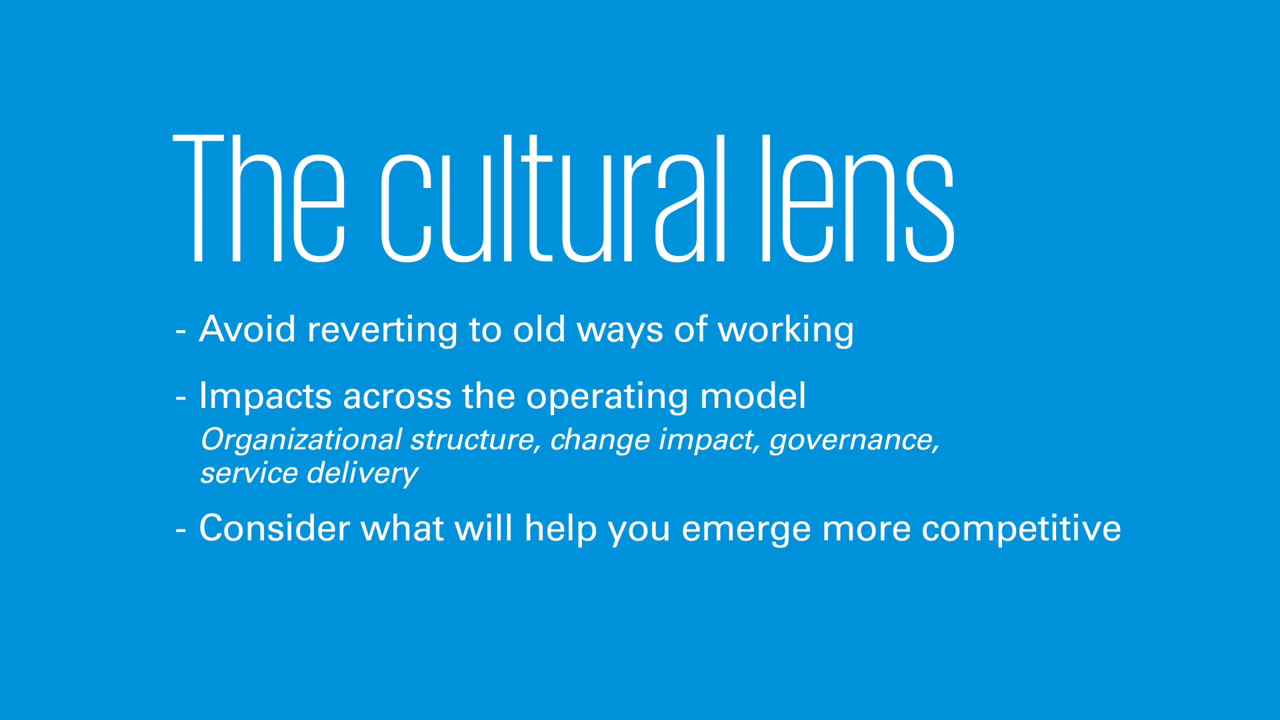 The cultural lens
- Avoid reverting to old ways of working
- Impacts across the operating model
Organizational structure, change impact, governance,
service delivery
- Consider what will help you emerge more competitive